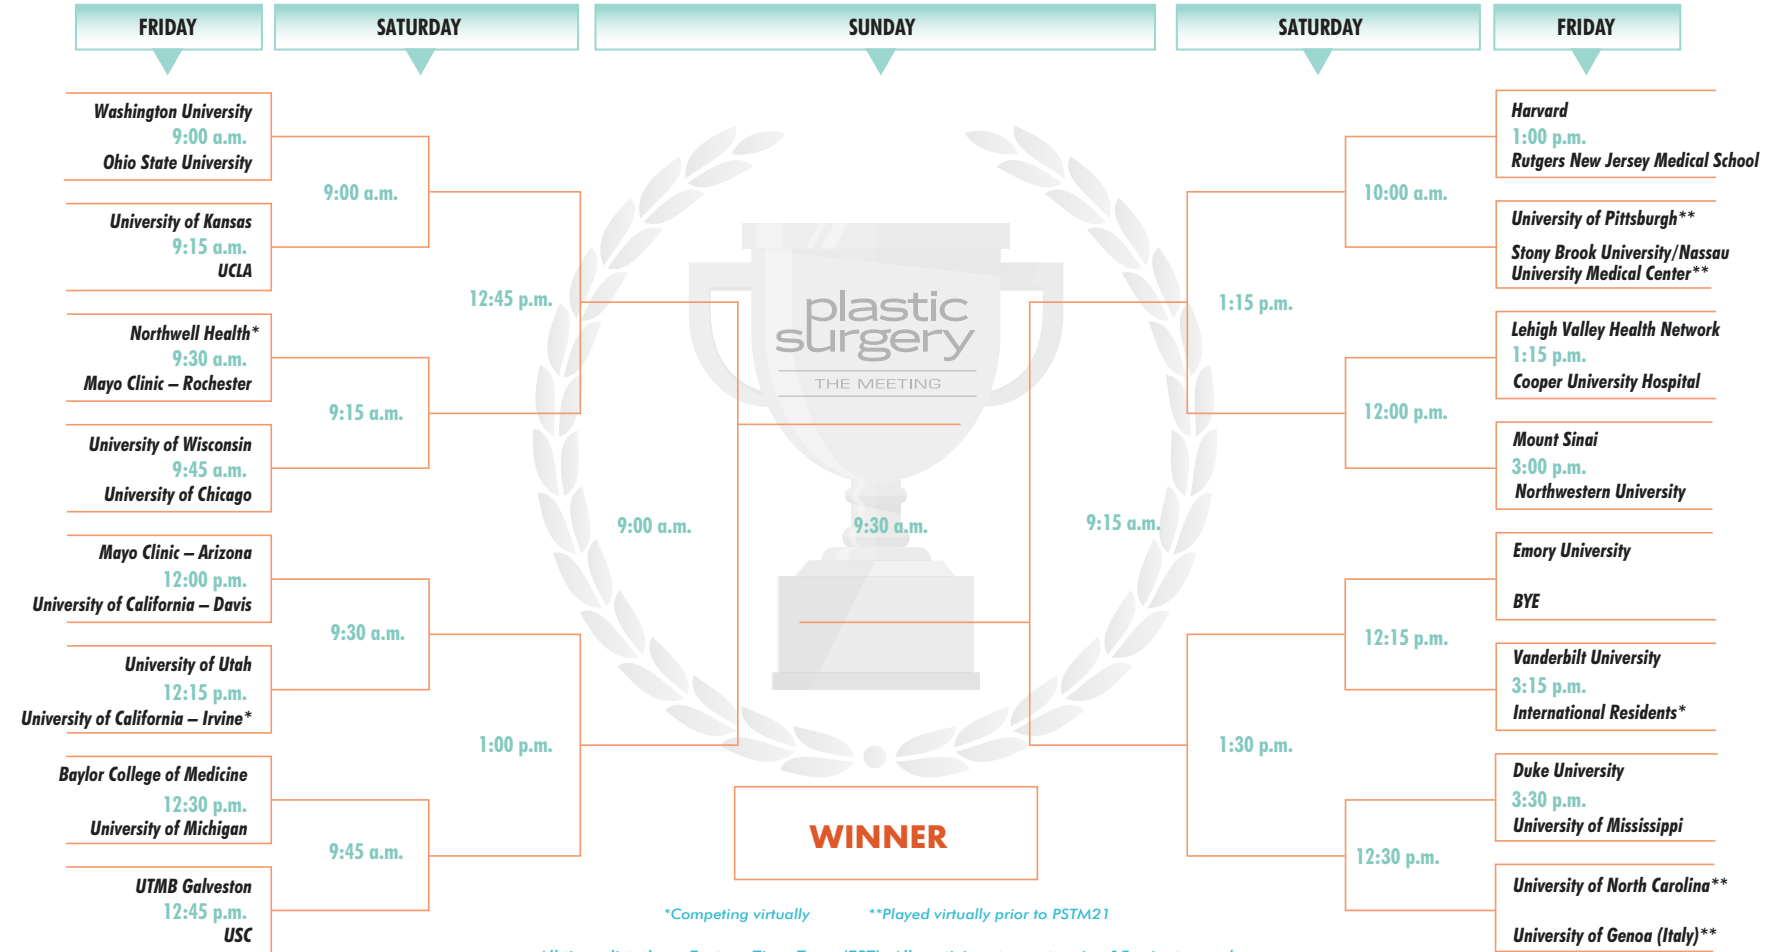 FRIDAY
SATURDAY
SUNDAY
SATURDAY
FRIDAY
Washington University
9:00 a.m.
Ohio State University
University of Kansas
9:15 a.m.
UCLA
Northwell Health*
9:30 a.m.
Mayo Clinic – Rochester
University of Wisconsin
9:45 a.m.
University of Chicago
Mayo Clinic – Arizona
12:00 p.m.
University of California – Davis
University of Utah
12:15 p.m.
University of California – Irvine*
Baylor College of Medicine
12:30 p.m.
University of Michigan
UTMB Galveston
12:45 p.m.
USC
9:00 a.m.
9:15 a.m.
9:30 a.m.
9:45 a.m.
12:45 p.m.
1:00 p.m.
plastic
surgery
THE MEETING
9:00 a.m.
9:30 a.m.
9:15 a.m.
WINNER
1:15 p.m.
1:30 p.m.
10:00 a.m.
12:00 p.m.
12:15 p.m.
12:30 p.m.
Harvard
1:00 p.m.
Rutgers New Jersey Medical School
University of Pittsburgh**
Stony Brook University/Nassau
University Medical Center**
Lehigh Valley Health Network
1:15 p.m.
Cooper University Hospital
Mount Sinai
3:00 p.m.
Northwestern University
Emory University
BYE
Vanderbilt University
3:15 p.m.
International Residents*
Duke University
3:30 p.m.
University of Mississippi
University of North Carolina**
University of Genoa (Italy)**
*Competing virtually
**Played virtually prior to PSTM21